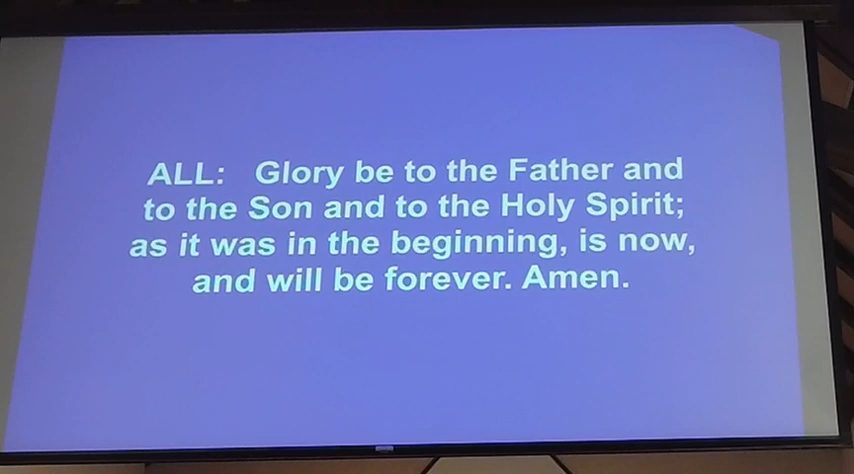 ALL: Glory be to the Father and
to the Son and to the Holy Spirit;
as it was in the beginning, is now,
and will be forever. Amen.